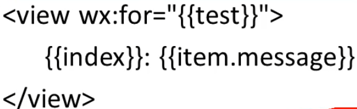 <view wx:for="{{test}}">
{{index}}: {{item.message}}
</view>